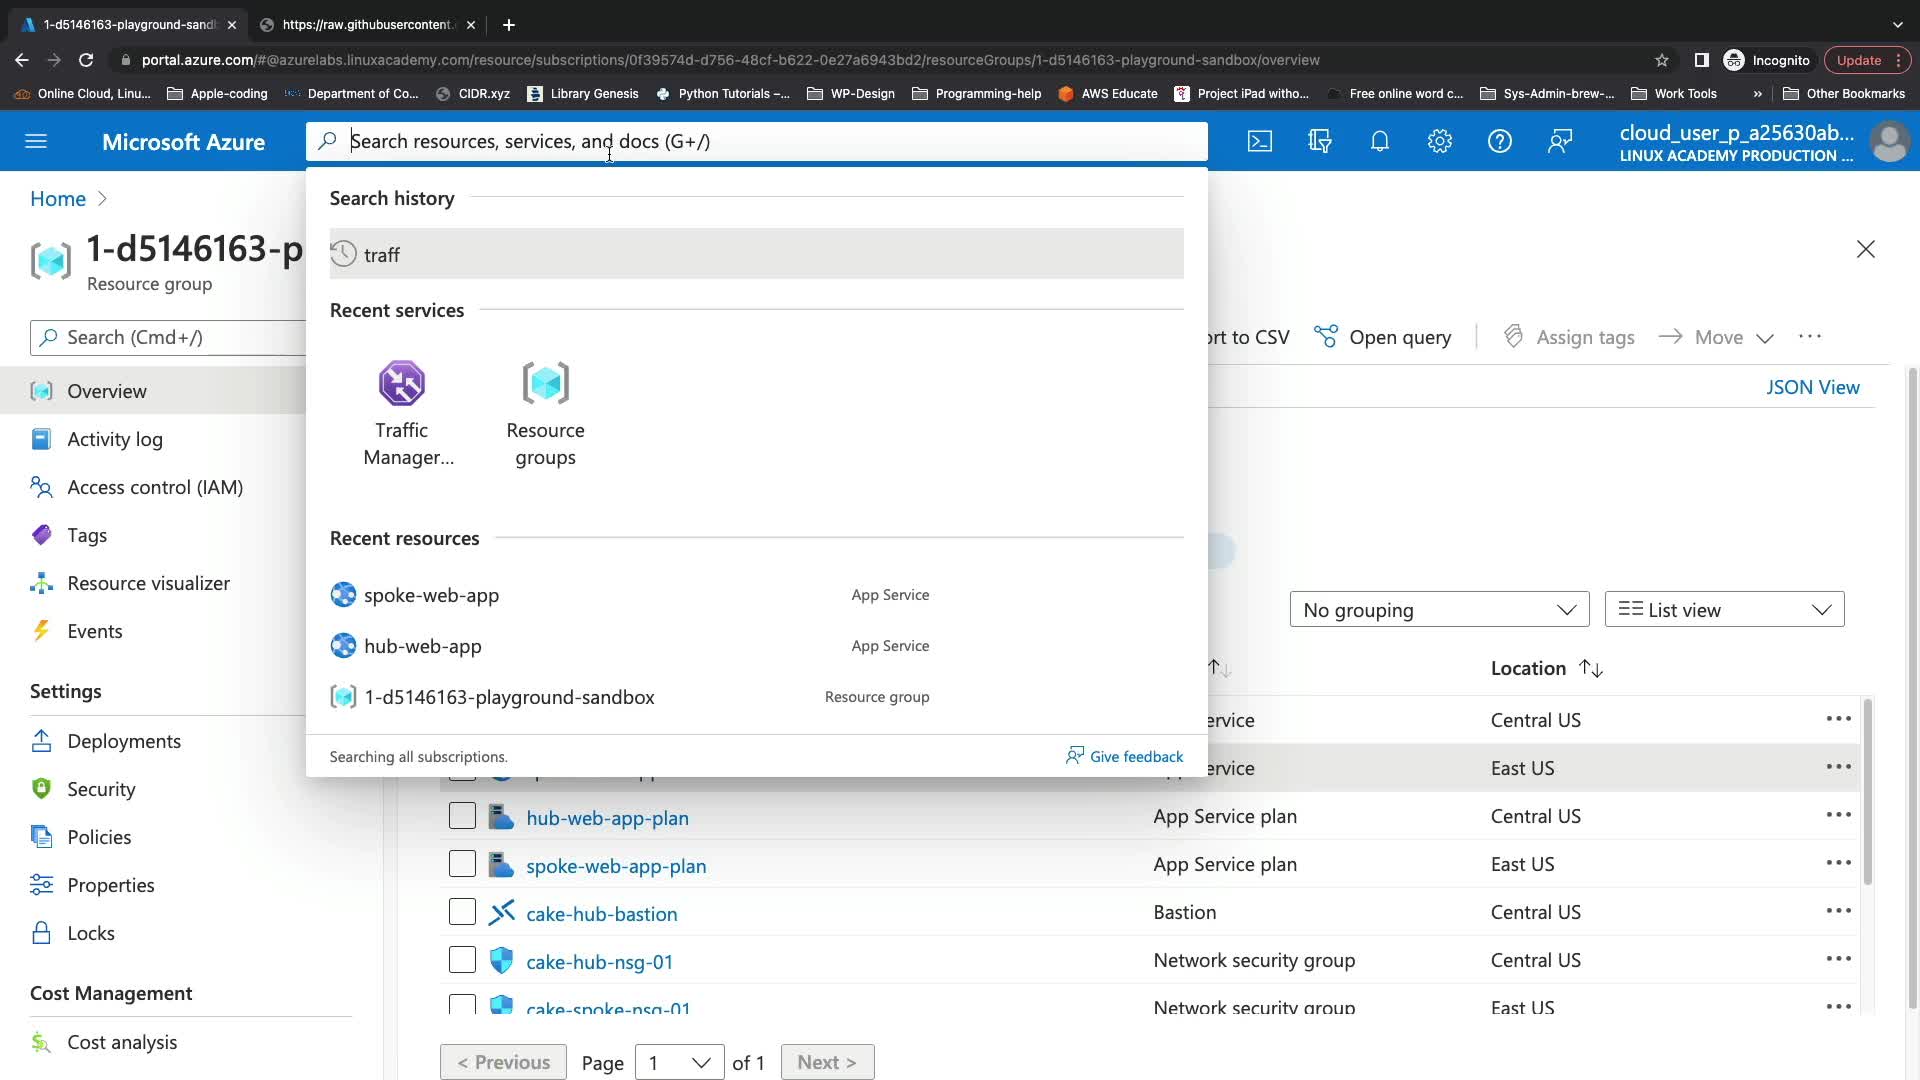 1-d5146163-playground-sand
https://raw.githubusercontent.
portal.azure.com/#@azurelabs.linuxacademy.com/resource/subscriptions/0f39574d-d756-48cf-b622-0e27a6943bd2/resourceGroups/1-d5146163-playground-sandbox/overview
Incognito
Update
Online Cloud, Linu...
Apple-coding
Department of Co...
CIDR.xyz
Library Genesis
Python Tutorials –...
WP-Design
Programming-help
AWS Educate
Project iPad witho...
Free online word c...
Sys-Admin-brew-...
Work Tools
»
Other Bookmarks
Microsoft Azure
Search resources, services, and docs (G+/)
cloud_user_p_a25630ab...
LINUX ACADEMY PRODUCTION ...
Home >
1-d5146163-p
Resource group
Search (Cmd+/)
Overview
Activity log
Access control (IAM)
Tags
Resource visualizer
Events
Settings
Deployments
Security
Policies
Properties
Locks
Cost Management
Cost analysis
Search history
traff
Recent services
Traffic
Manager...
Resource
groups
Recent resources
spoke-web-app App Service
hub-web-app App Service
1-d5146163-playground-sandbox Resource group
Searching all subscriptions.
Give feedback
ort to CSV
Open query
Assign tags
Move
JSON View
No grouping
List view
Location
ervice Central US
ervice East US
hub-web-app-plan App Service plan Central US
spoke-web-app-plan App Service plan East US
cake-hub-bastion Bastion Central US
cake-hub-nsg-01 Network security group Central US
cake-spoke-nsg-01 Network security group East US
< Previous Page 1 of 1 Next >